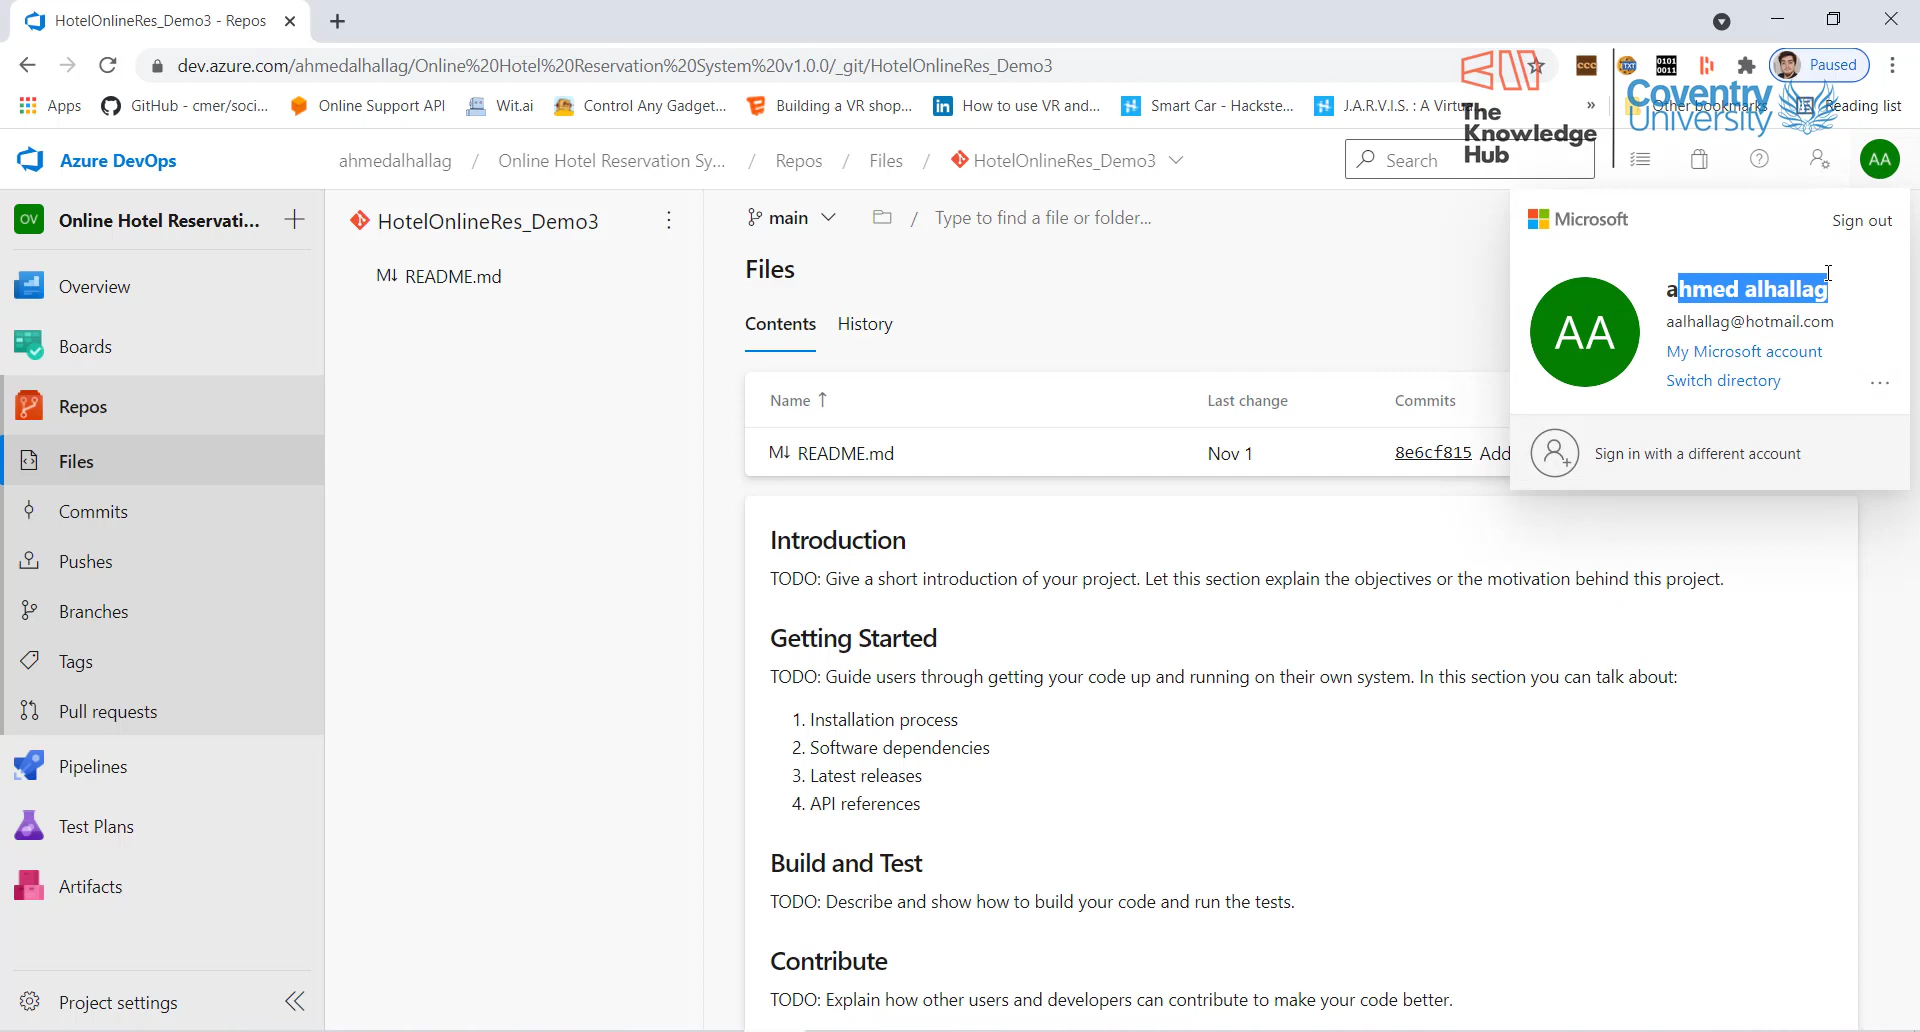 HotelOnlineRes_Demo3 - Repos
dev.azure.com/ahmedalhallag/Online%20Hotel%20Reservation%20System%20v1.0.0/_git/HotelOnlineRes_Demo3
Paused
Apps
GitHub - cmer/soci...
Online Support API
Wit.ai
Control Any Gadget...
Building a VR shop...
How to use VR and...
Smart Car - Hackste...
J.A.R.V.I.S. : A Virtua
»
Other bookmarks
Reading list
The
Knowledge
Hub
Coventry
University
Azure DevOps
ahmedalhallag / Online Hotel Reservation Sy... / Repos / Files / HotelOnlineRes_Demo3
Search
AA
OV
Online Hotel Reservati...
Overview
Boards
Repos
Files
Commits
Pushes
Branches
Tags
Pull requests
Pipelines
Test Plans
Artifacts
Project settings
HotelOnlineRes_Demo3
M↓ README.md
main
/ Type to find a file or folder...
Files
Contents
History
Name ↑
Last change
Commits
M↓ README.md
Nov 1
8e6cf815 Add
Introduction
TODO: Give a short introduction of your project. Let this section explain the objectives or the motivation behind this project.
Getting Started
TODO: Guide users through getting your code up and running on their own system. In this section you can talk about:
1. Installation process
2. Software dependencies
3. Latest releases
4. API references
Build and Test
TODO: Describe and show how to build your code and run the tests.
Contribute
TODO: Explain how other users and developers can contribute to make your code better.
Microsoft
Sign out
AA
ahmed alhallag
aalhallag@hotmail.com
My Microsoft account
Switch directory
...
Sign in with a different account